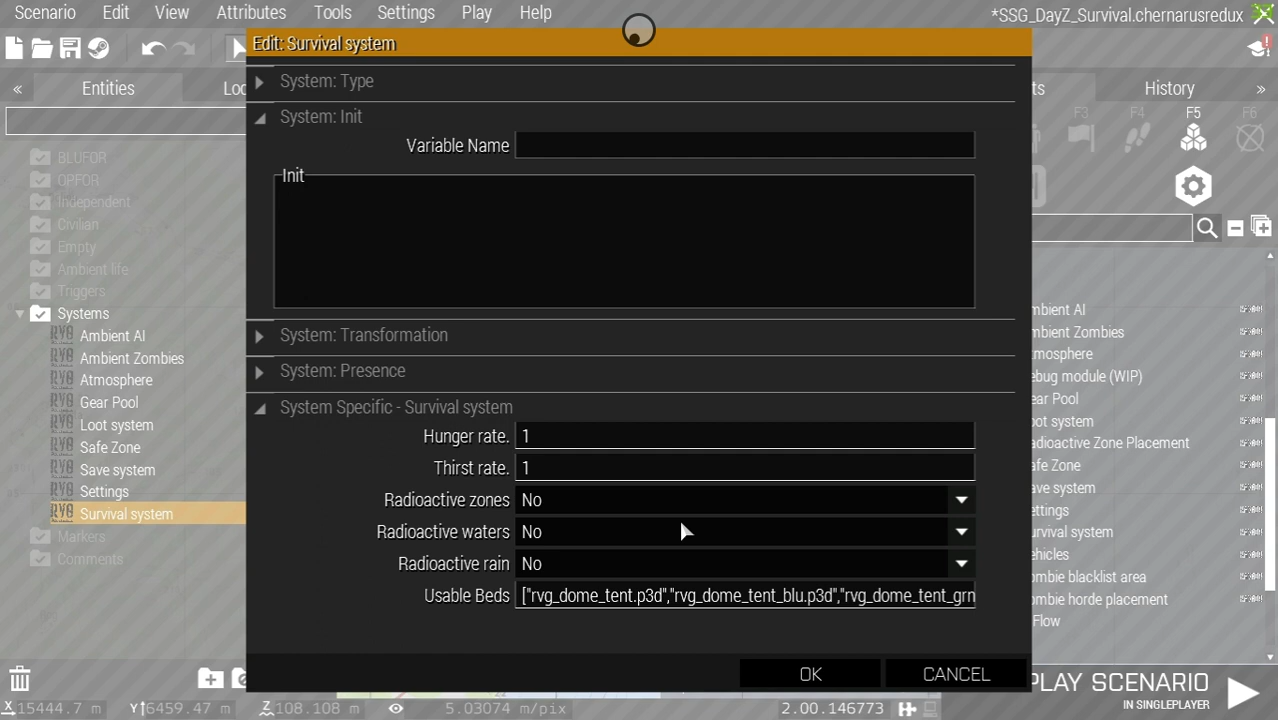 Scenario Edit View Attributes Tools Settings Play Help
*SSG_DayZ_Survival.chernarusredux
Edit: Survival system
« Entities
History »
System: Type
System: Init
Variable Name
Init
F3 F4 F5 F6
BLUFOR
OPFOR
Independent
Civilian
Empty
Ambient life
Triggers
Systems
Ambient AI
Ambient Zombies
Atmosphere
Gear Pool
Loot system
Safe Zone
Save system
Settings
Survival system
Markers
Comments
System: Transformation
System: Presence
System Specific - Survival system
Hunger rate. 1
Thirst rate. 1
Radioactive zones No
Radioactive waters No
Radioactive rain No
Usable Beds ["rvg_dome_tent.p3d","rvg_dome_tent_blu.p3d","rvg_dome_tent_grn
OK CANCEL
mbient AI
mbient Zombies
tmosphere
ebug module (WIP)
ear Pool
oot system
adioactive Zone Placement
afe Zone
ave system
ettings
urvival system
ehicles
ombie blacklist area
ombie horde placement
Flow
PLAY SCENARIO
IN SINGLEPLAYER
X 15444.7 m Y 6459.47 m Z 108.108 m 5.03074 m/pix 2.00.146773